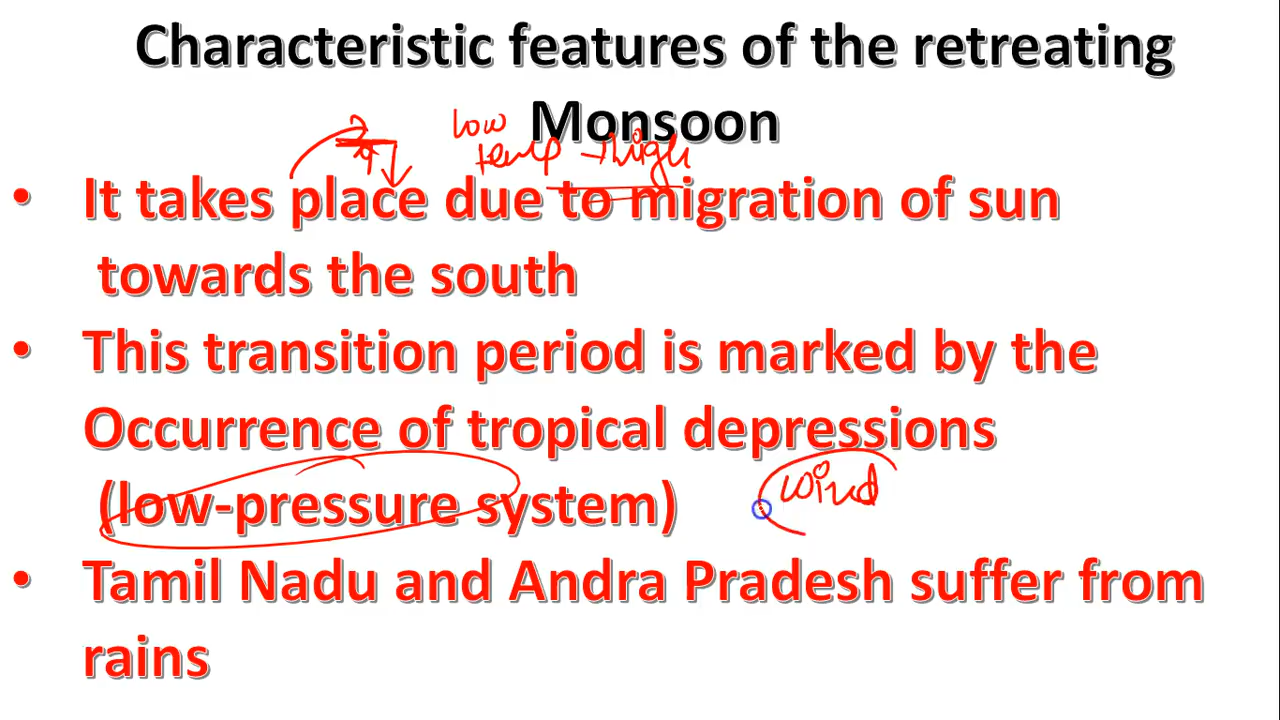 Characteristic features of the retreating
Monsoon
low
temp → high
• It takes place due to migration of sun
towards the south
• This transition period is marked by the
Occurrence of tropical depressions
(low-pressure system)
wind
• Tamil Nadu and Andra Pradesh suffer from
rains